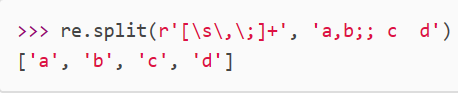 >>> re.split(r'[\s\,\;]+', 'a,b;; c  d')
['a', 'b', 'c', 'd']